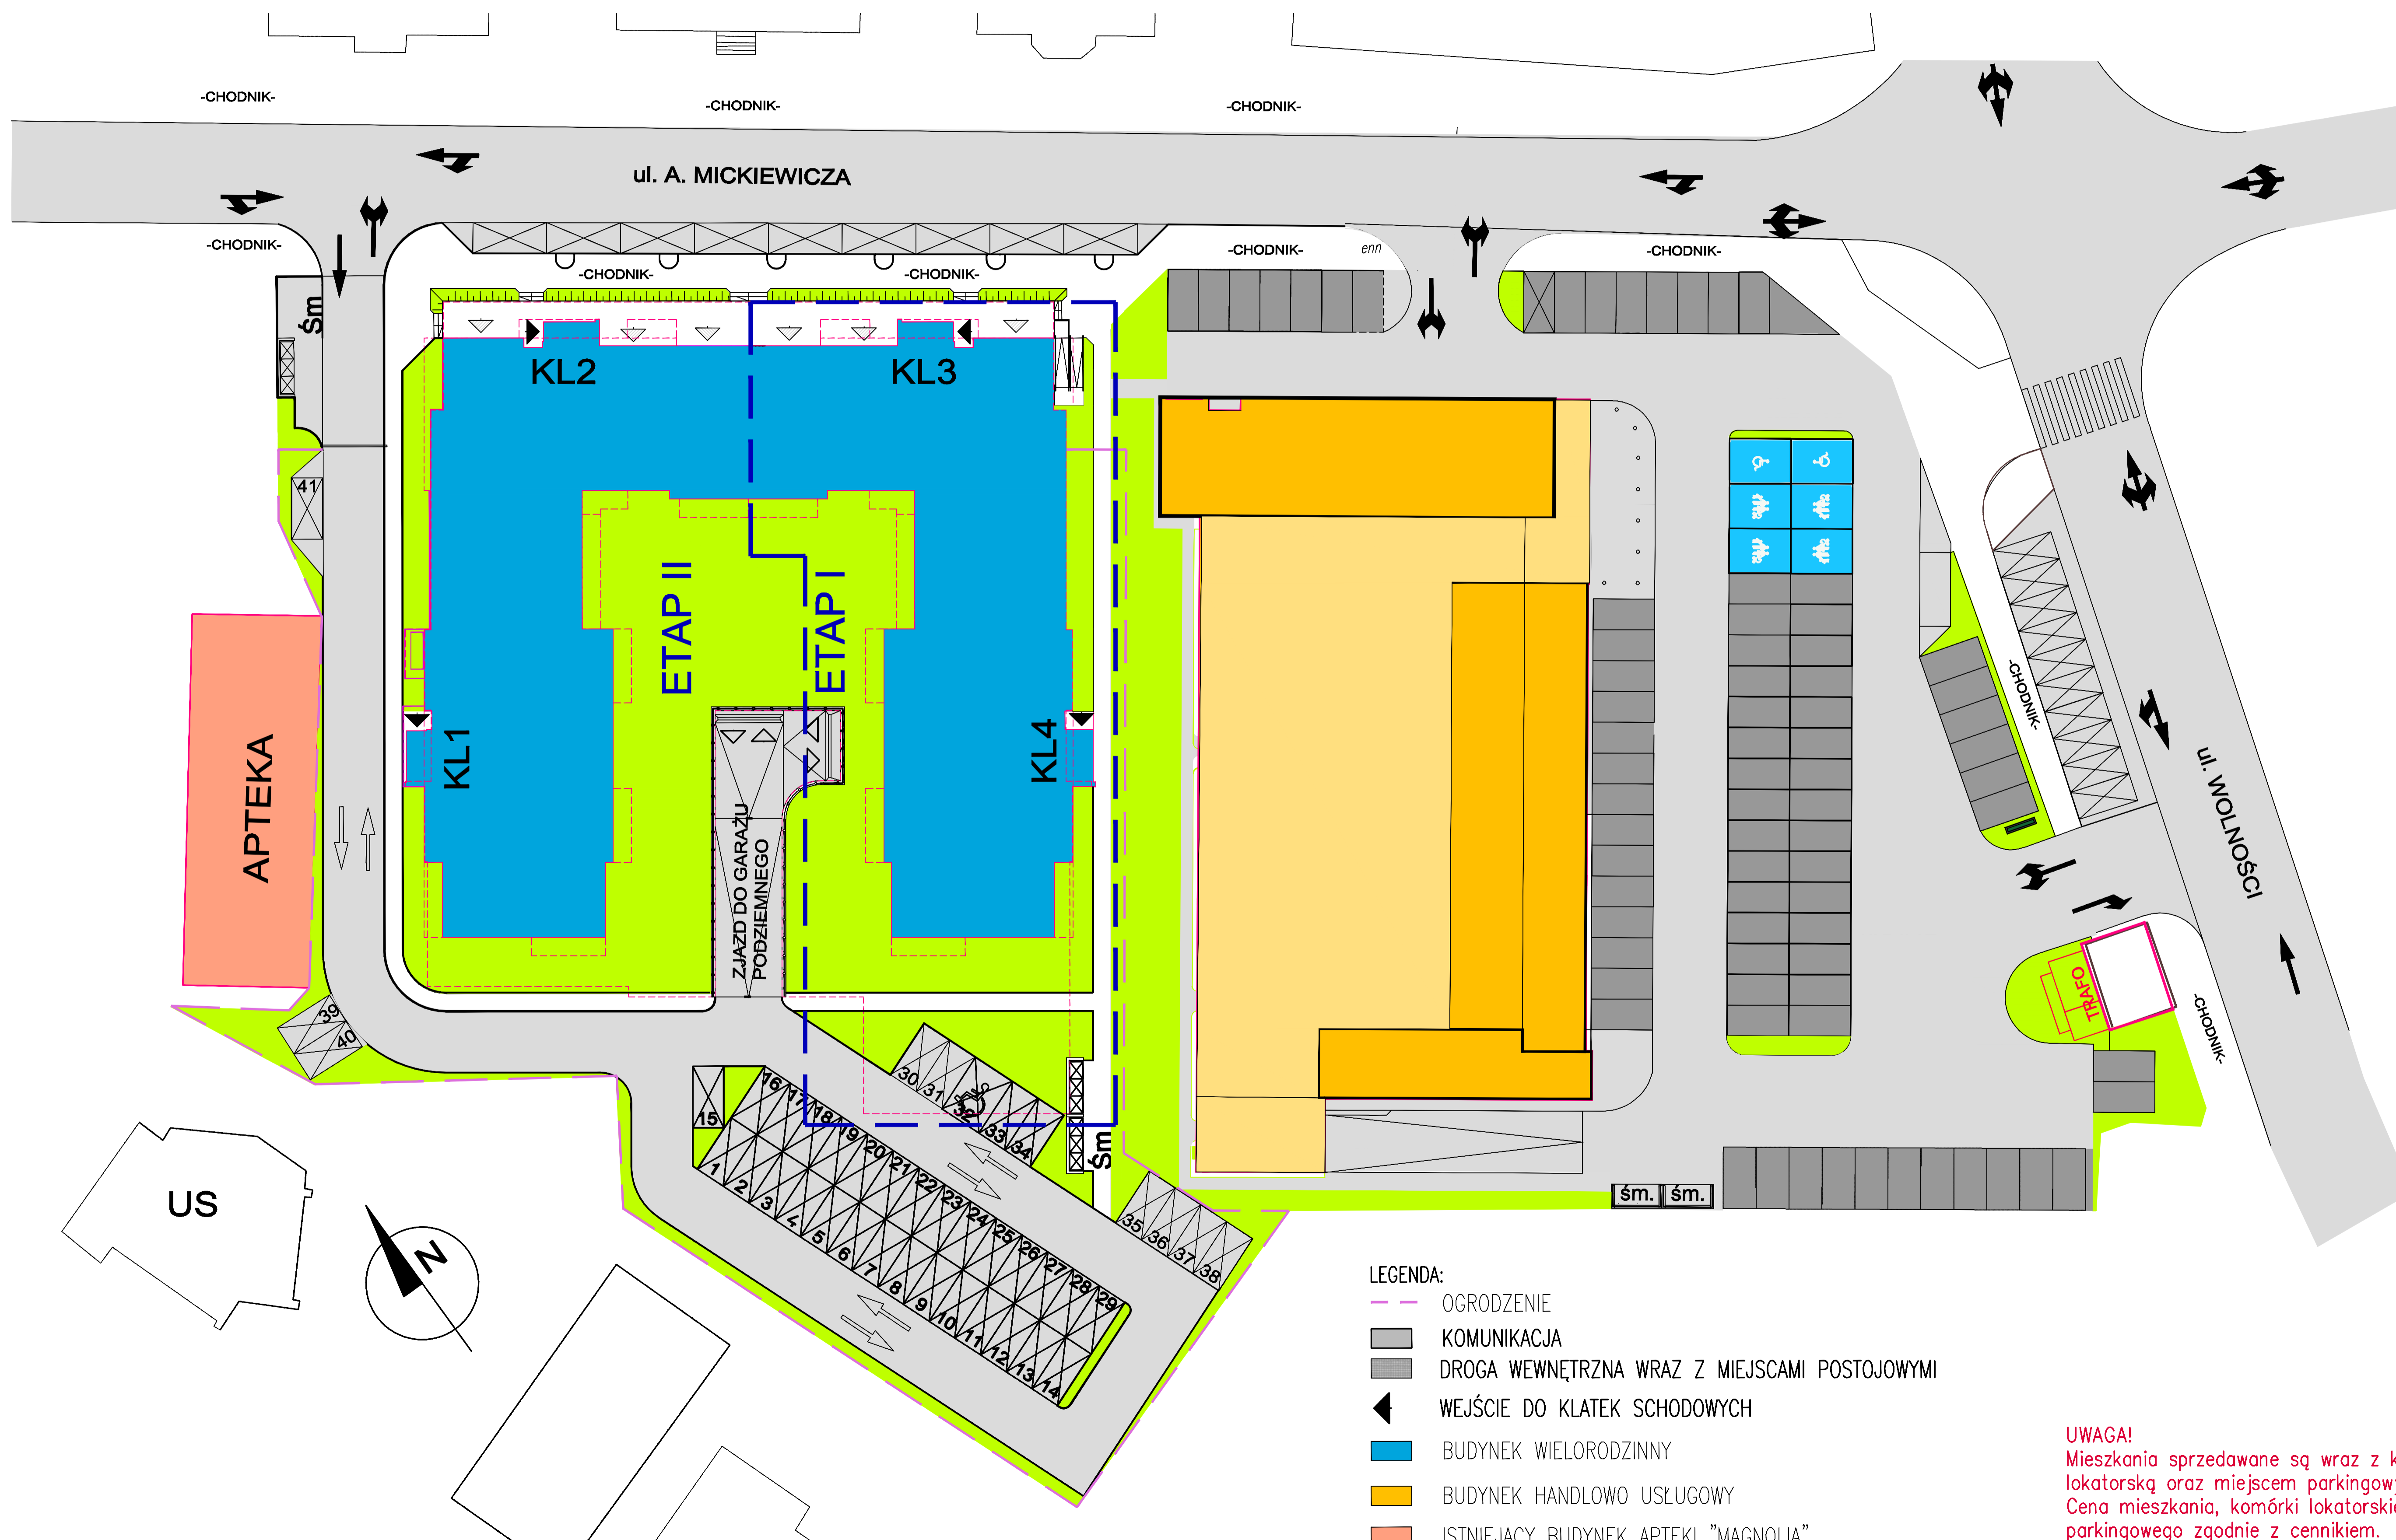 -CHODNIK-
-CHODNIK-
-CHODNIK-
ul. A. MICKIEWICZA
-CHODNIK-
-CHODNIK-
-CHODNIK-
-CHODNIK-
enn
-CHODNIK-
Śm
KL2
KL3
41
ETAP II
ETAP I
KL1
KL4
APTEKA
ZJAZD DO GARAŻU
PODZIEMNEGO
-CHODNIK-
ul. WOLNOŚCI
TRAFO
-CHODNIK-
39
40
30
31
32
33
34
15
16
17
18
19
20
21
22
23
24
25
26
27
28
29
1
2
3
4
5
6
7
8
9
10
11
12
13
14
Śm
35
36
37
38
śm.
śm.
US
N
LEGENDA:
OGRODZENIE
KOMUNIKACJA
DROGA WEWNĘTRZNA WRAZ Z MIEJSCAMI POSTOJOWYMI
WEJŚCIE DO KLATEK SCHODOWYCH
BUDYNEK WIELORODZINNY
BUDYNEK HANDLOWO USŁUGOWY
ISTNIEJĄCY BUDYNEK APTEKI "MAGNOLIA"
UWAGA!
Mieszkania sprzedawane są wraz z
lokatorską oraz miejscem
Cena mieszkania, komórki
parkingowego zgodnie z cennikiem.